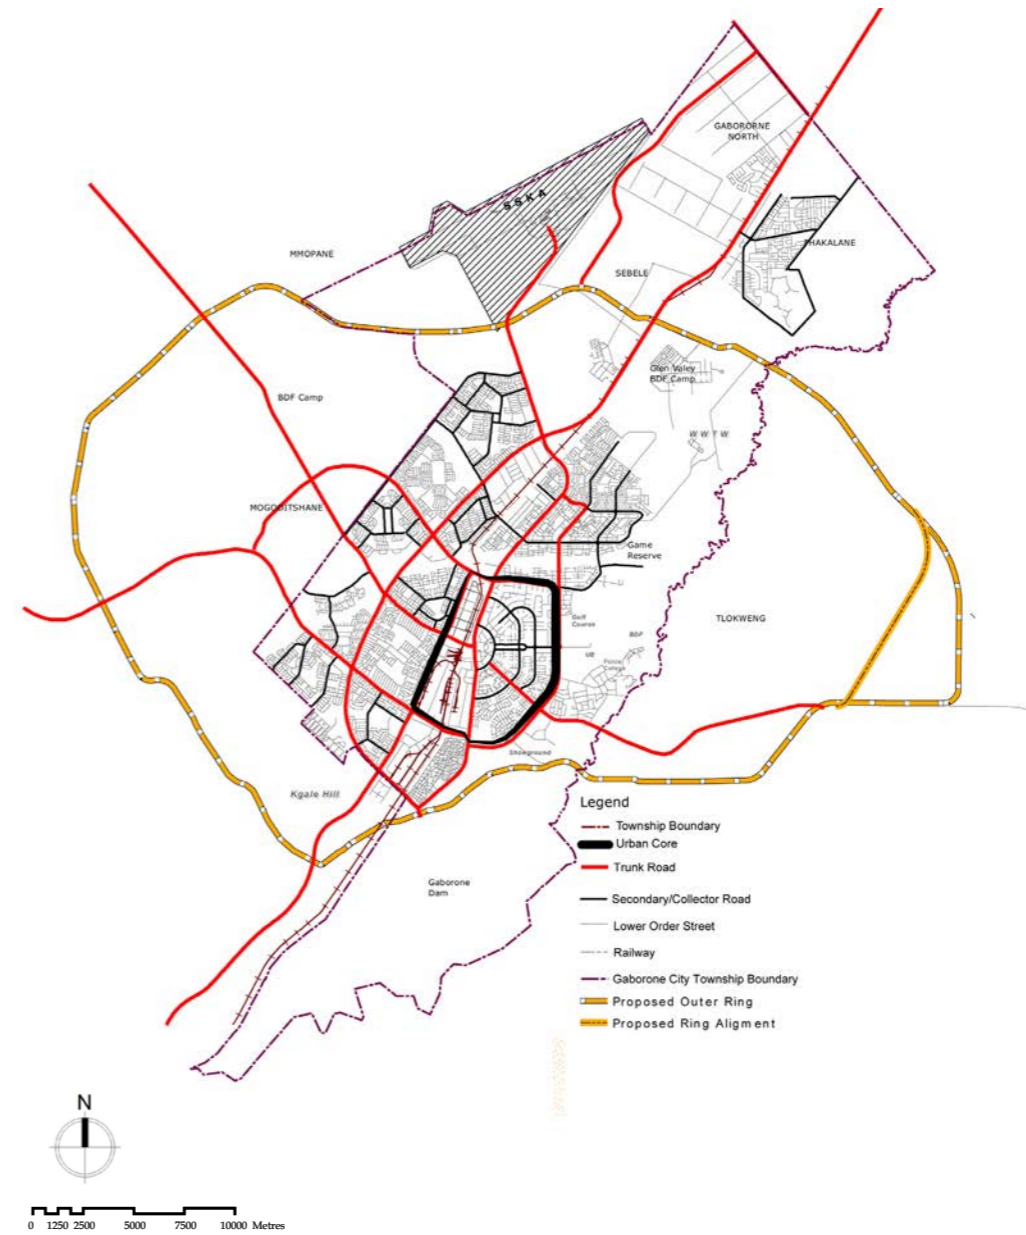 GABORORNE
NORTH
SSKA
PHAKALANE
MMOPANE
SEBELE
Glen Valey
BDF Camp
BDF Camp
W W T W
MOGODITSHANE
Game
Reserve
Golf
Course
TLOKWENG
BDF
UB
Police
College
Showground
Kgale Hill
Gaborone
Dam
Legend
Township Boundary
Urban Core
Trunk Road
Secondary/Collector Road
Lower Order Street
Railway
Gaborone City Township Boundary
Proposed Outer Ring
Proposed Ring Aligment
N
0 1250 2500 5000 7500 10000 Metres